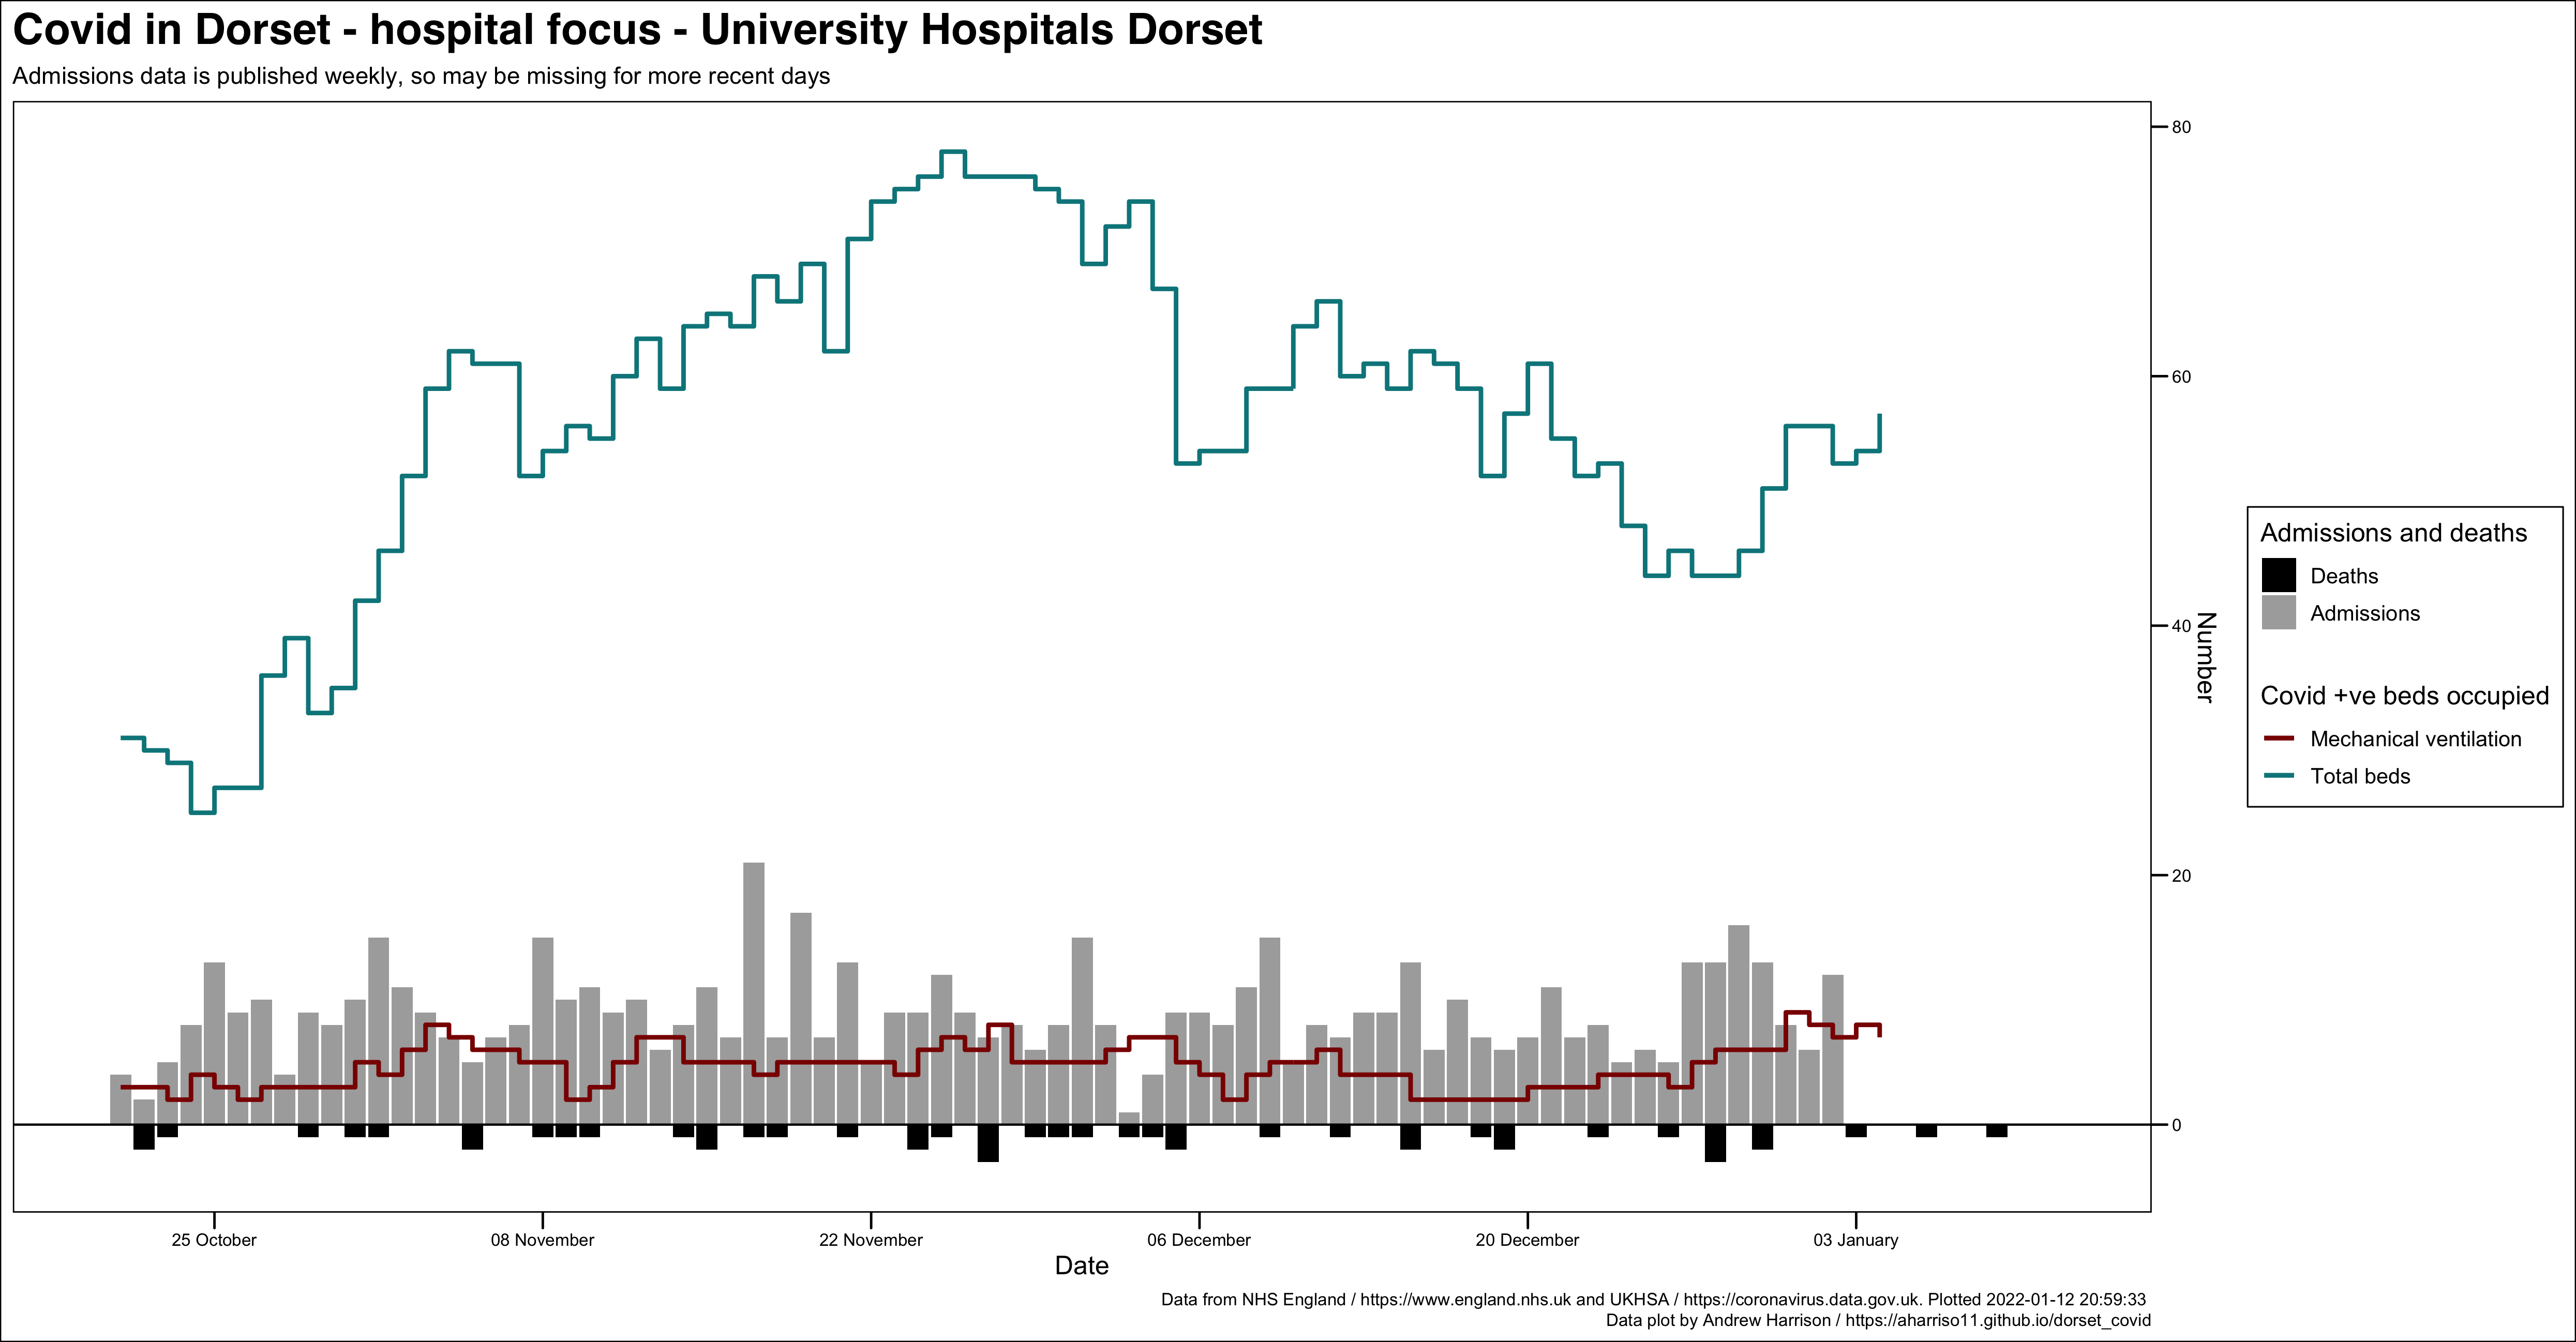 Covid in Dorset - hospital focus - University Hospitals Dorset
Admissions data is published weekly, so may be missing for more recent days
80
60
40
20
0
Number
Admissions and deaths
Deaths
Admissions
Covid +ve beds occupied
Mechanical ventilation
Total beds
25 October
08 November
22 November
06 December
20 December
03 January
Date
Data from NHS England / https://www.england.nhs.uk and UKHSA / https://coronavirus.data.gov.uk. Plotted 2022-01-12 20:59:33
Data plot by Andrew Harrison / https://aharriso11.github.io/dorset_covid